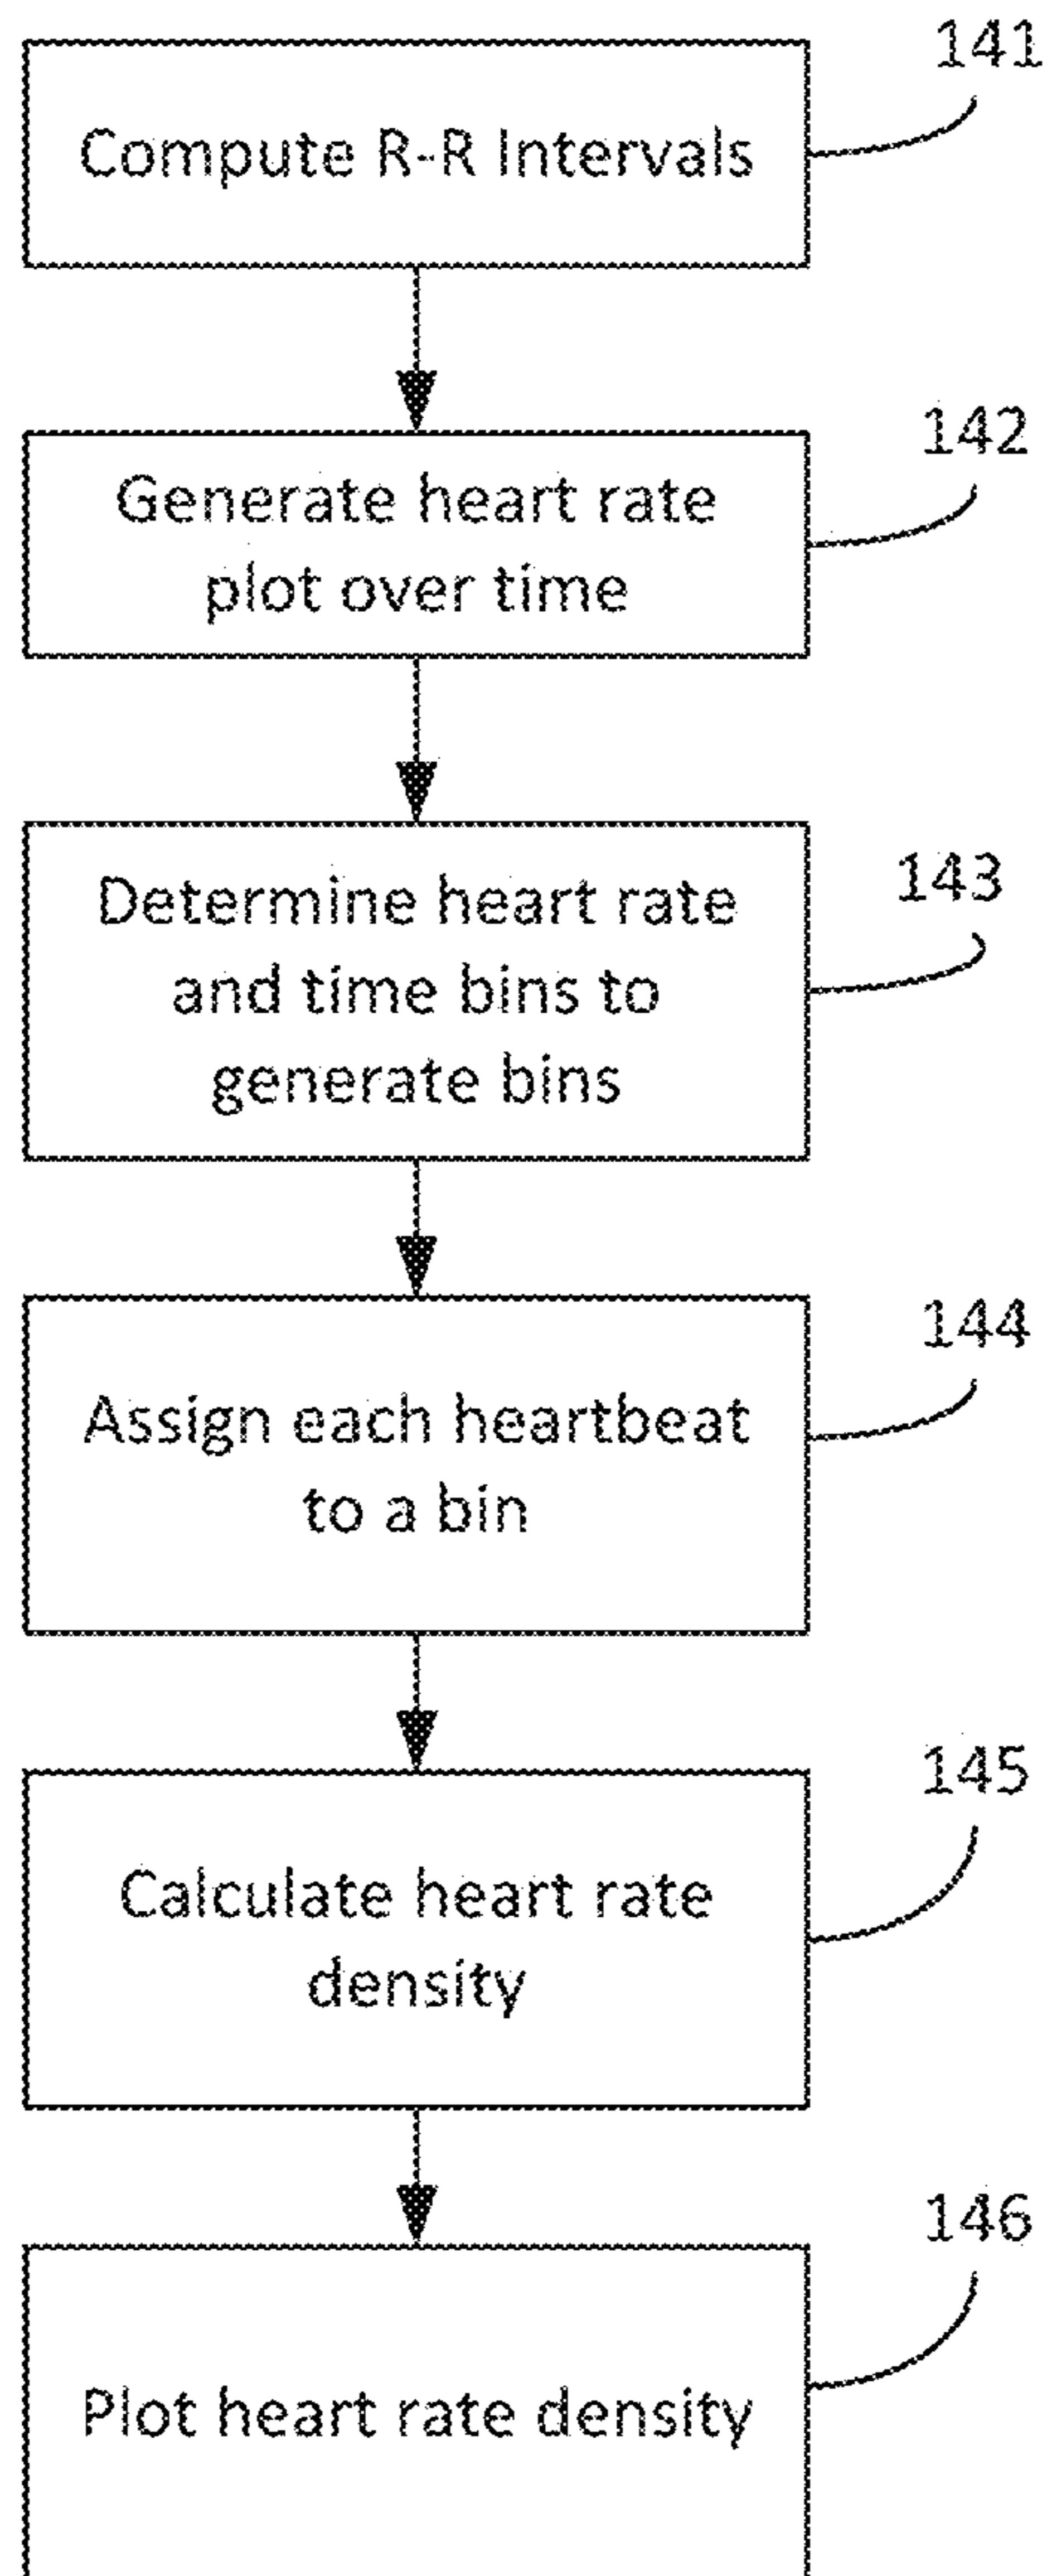 141
Compute R-R Intervals
142
Generate heart rate
plot over time
143
Determine heart rate
and time bins to
generate bins
144
Assign each heartbeat
to a bin
145
Calculate heart rate
density
146
Plot heart rate density